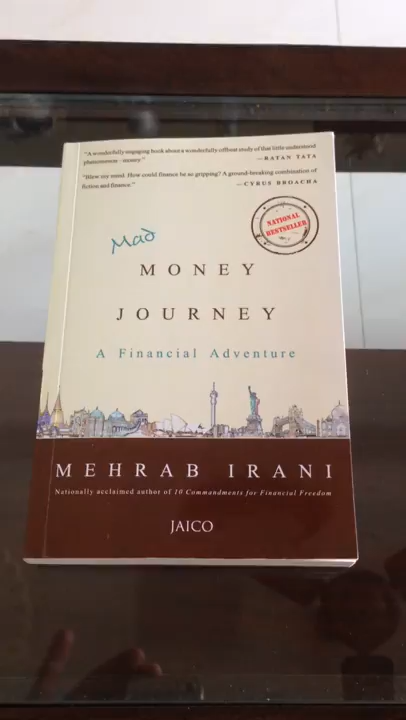 "A wonderfully engaging book about a wonderfully offbeat study of that little understood
phenomenon - money."
—RATAN TATA
"Blew my mind. How could finance be so gripping? A ground-breaking combination of
fiction and finance."
—CYRUS BROACHA
NATIONAL
BESTSELLER
Mad
MONEY
JOURNEY
A Financial Adventure
MEHRAB IRANI
Nationally acclaimed author of 10 Commandments for Financial Freedom
JAICO